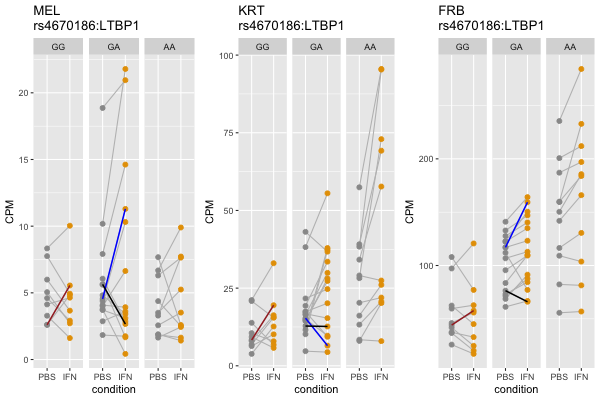 MEL
rs4670186:LTBP1
GG GA AA
CPM
20
15
10
5
0
PBS IFN PBS IFN PBS IFN
condition
KRT
rs4670186:LTBP1
GG GA AA
CPM
100
75
50
25
0
PBS IFN PBS IFN PBS IFN
condition
FRB
rs4670186:LTBP1
GG GA AA
CPM
200
100
PBS IFN PBS IFN PBS IFN
condition